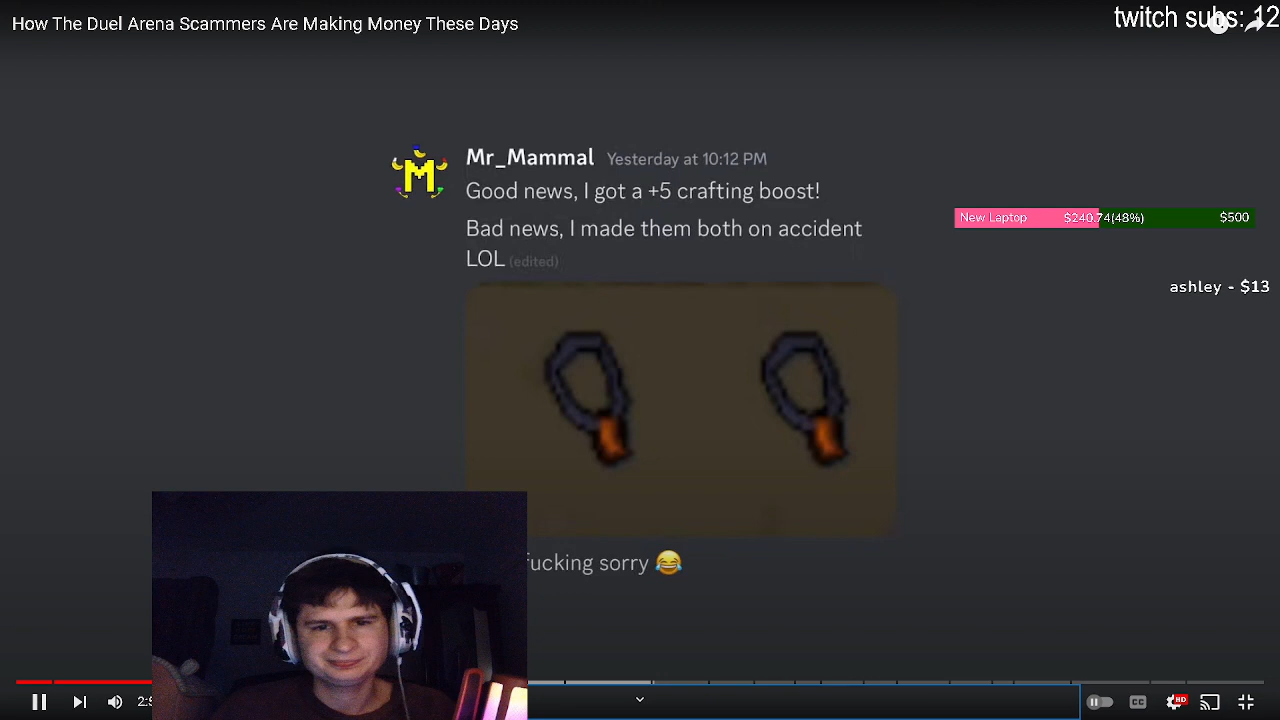 How The Duel Arena Scammers Are Making Money These Days
twitch subs: 12
Mr_Mammal Yesterday at 10:12 PM
Good news, I got a +5 crafting boost!
Bad news, I made them both on accident
LOL (edited)
New Laptop $240.74(48%) $500
ashley - $13
fucking sorry 😂
CC
HD